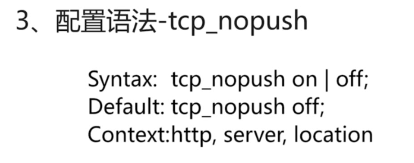 3、配置语法-tcp_nopush
Syntax: tcp_nopush on | off;
Default: tcp_nopush off;
Context:http, server, location